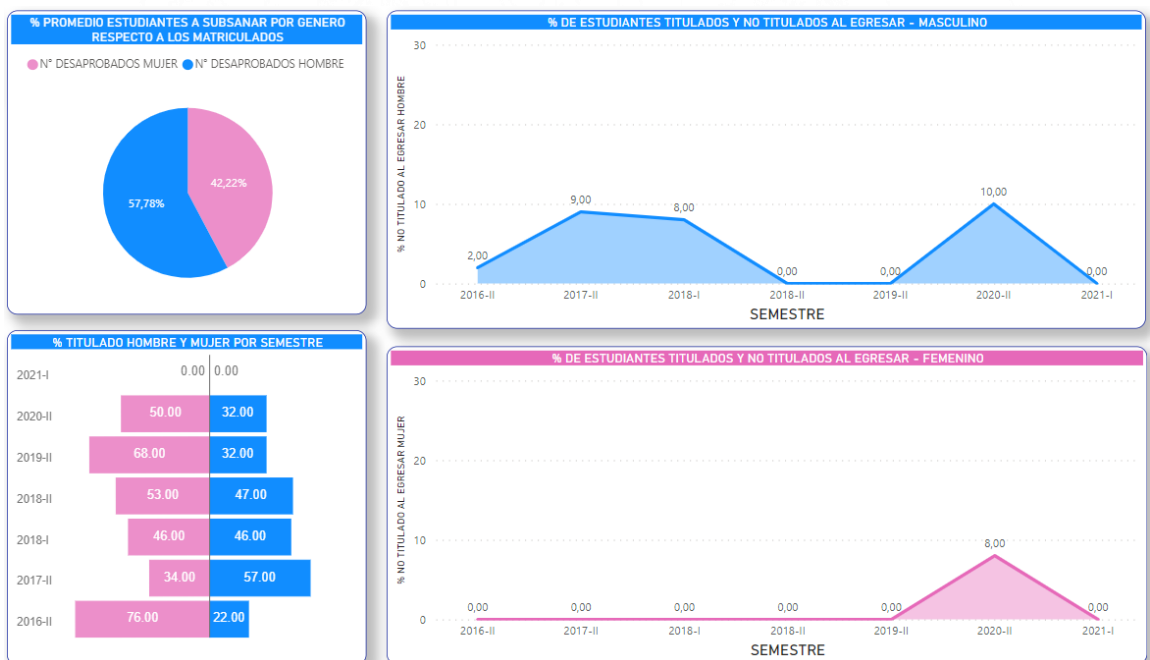 % PROMEDIO ESTUDIANTES A SUBSANAR POR GENERO
RESPECTO A LOS MATRICULADOS
N° DESAPROBADOS MUJER N° DESAPROBADOS HOMBRE
42,22%
57,78%
% DE ESTUDIANTES TITULADOS Y NO TITULADOS AL EGRESAR - MASCULINO
% NO TITULADO AL EGRESAR HOMBRE
30
20
10
0
2,00
9,00
8,00
0,00
0,00
10,00
0,00
2016-II 2017-II 2018-I 2018-II 2019-II 2020-II 2021-I
SEMESTRE
% TITULADO HOMBRE Y MUJER POR SEMESTRE
2021-I 0.00 0.00
2020-II 50.00 32.00
2019-II 68.00 32.00
2018-II 53.00 47.00
2018-I 46.00 46.00
2017-II 34.00 57.00
2016-II 76.00 22.00
% DE ESTUDIANTES TITULADOS Y NO TITULADOS AL EGRESAR - FEMENINO
% NO TITULADO AL EGRESAR MUJER
30
20
10
0
0,00
0,00
0,00
0,00
0,00
8,00
0,00
2016-II 2017-II 2018-I 2018-II 2019-II 2020-II 2021-I
SEMESTRE